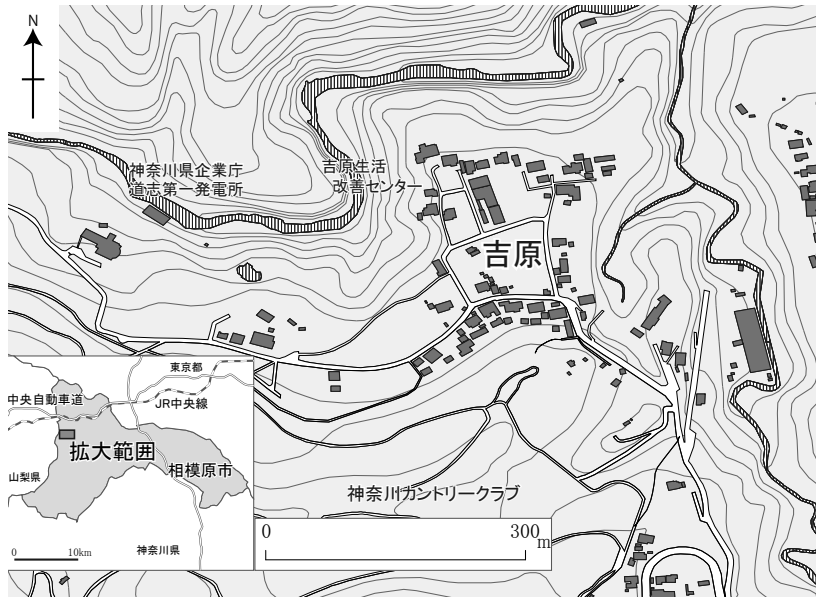 N
神奈川県企業庁
道志第一発電所
吉原生活
改善センター
吉原
東京都
中央自動車道
JR中央線
拡大範囲
山梨県
相模原市
神奈川カントリークラブ
0 300m
0 10km
神奈川県